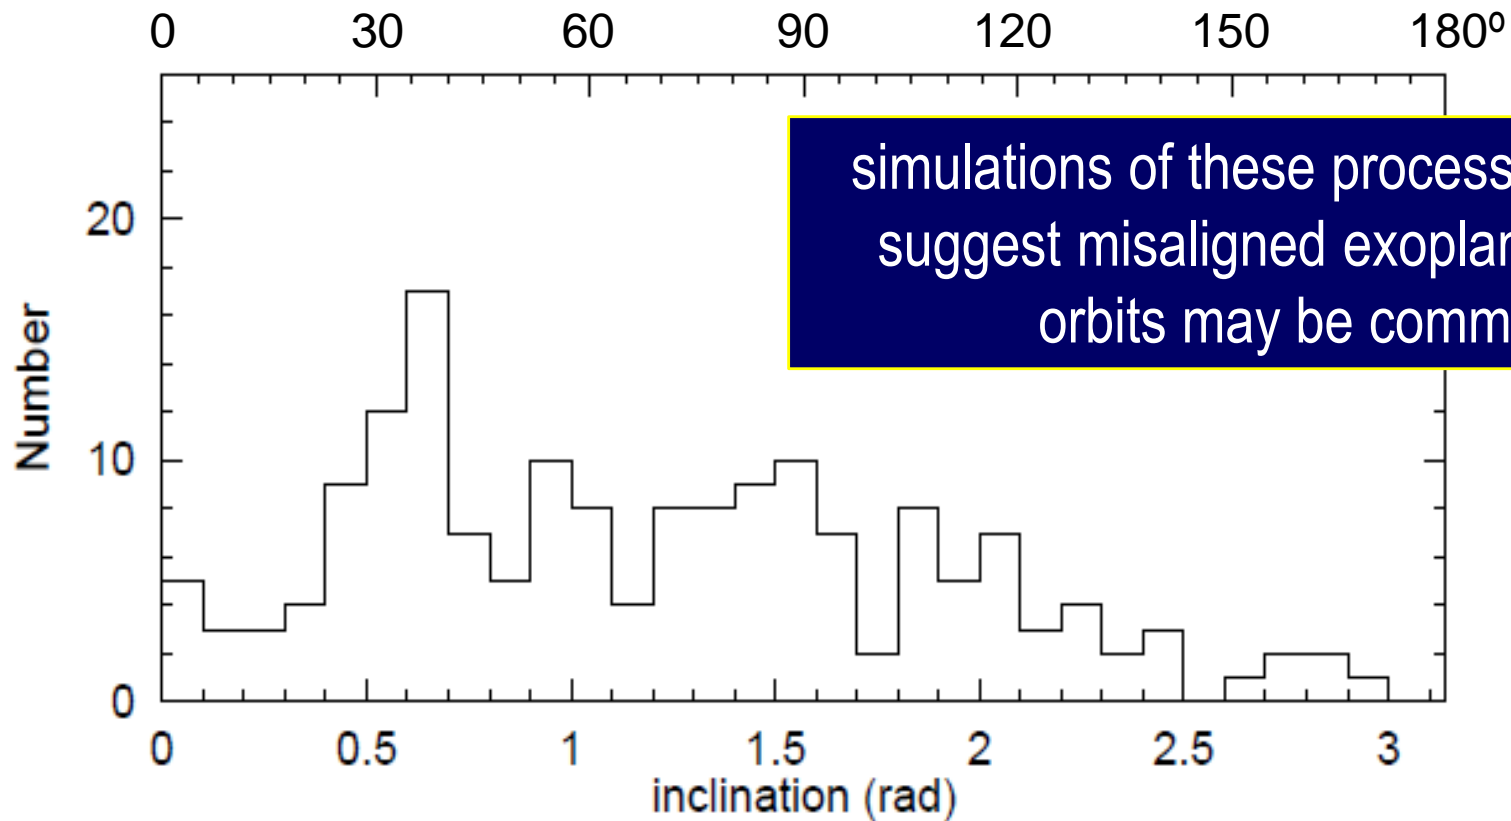 0 30 60 90 120 150 180º
simulations of these process
suggest misaligned exoplan
orbits may be comm
20
10
0
Number
0 0.5 1 1.5 2 2.5 3
inclination (rad)